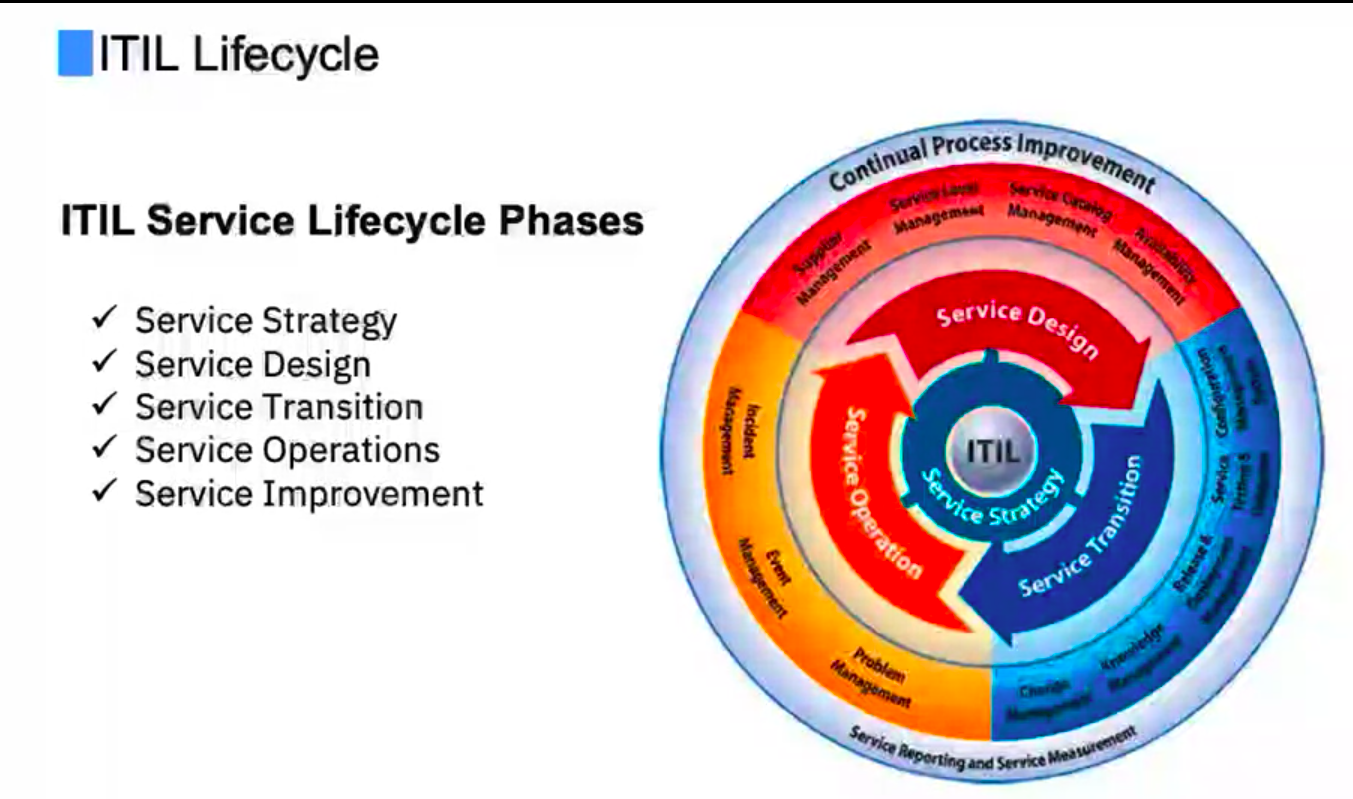 ITIL Lifecycle
ITIL Service Lifecycle Phases
✓ Service Strategy
✓ Service Design
✓ Service Transition
✓ Service Operations
✓ Service Improvement
Continual Process Improvement
Supplier
Management
Service Level
Management
Service Catalog
Management
Availability
Management
Service Design
Configuration
Management
System
Service
Release &
Management
Knowledge
Management
Change
Management
Service Transition
Incident
Management
Event
Management
Problem
Management
Service Operation
ITIL
Service Strategy
Service Reporting and Service Measurement